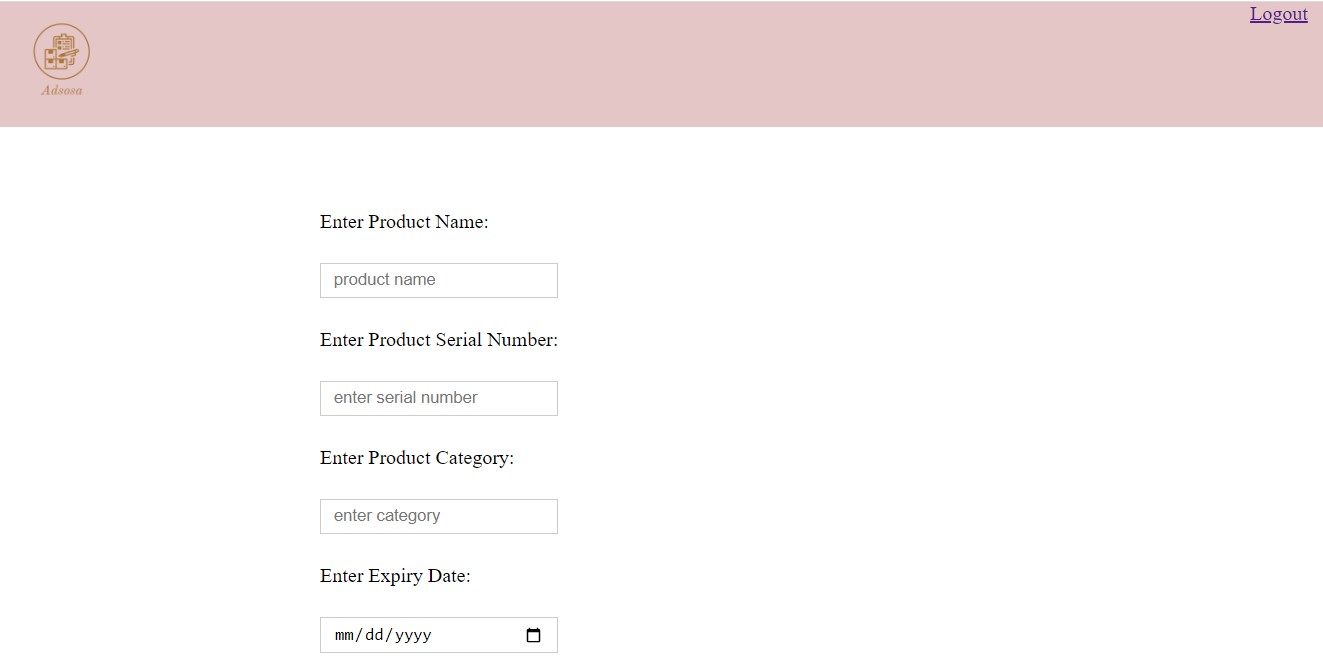 Logout
Adsosa
Enter Product Name:
product name
Enter Product Serial Number:
enter serial number
Enter Product Category:
enter category
Enter Expiry Date:
mm/dd/yyyy